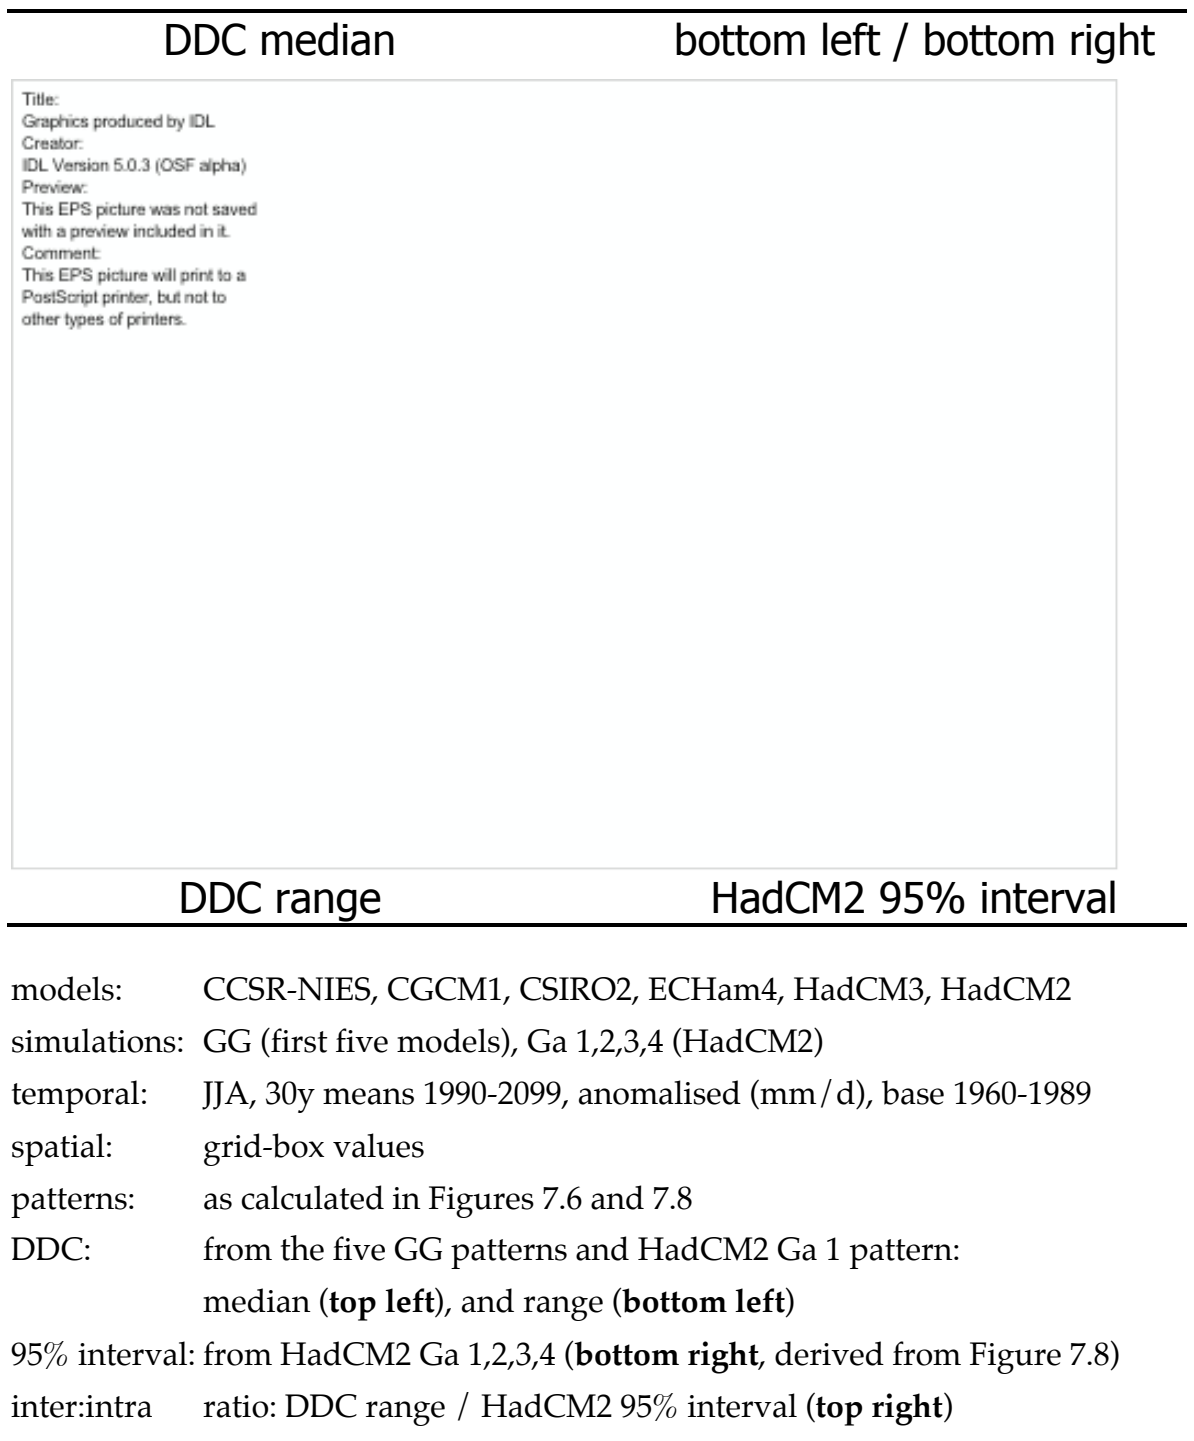 DDC median bottom left / bottom right
Title:
Graphics produced by IDL
Creator:
IDL Version 5.0.3 (OSF alpha)
Preview:
This EPS picture was not saved
with a preview included in it.
Comment:
This EPS picture will print to a
PostScript printer, but not to
other types of printers.
DDC range HadCM2 95% interval
models: CCSR-NIES, CGCM1, CSIRO2, ECHam4, HadCM3, HadCM2
simulations: GG (first five models), Ga 1,2,3,4 (HadCM2)
temporal: JJA, 30y means 1990-2099, anomalised (mm/d), base 1960-1989
spatial: grid-box values
patterns: as calculated in Figures 7.6 and 7.8
DDC: from the five GG patterns and HadCM2 Ga 1 pattern:
median (top left), and range (bottom left)
95% interval: from HadCM2 Ga 1,2,3,4 (bottom right, derived from Figure 7.8)
inter:intra ratio: DDC range / HadCM2 95% interval (top right)